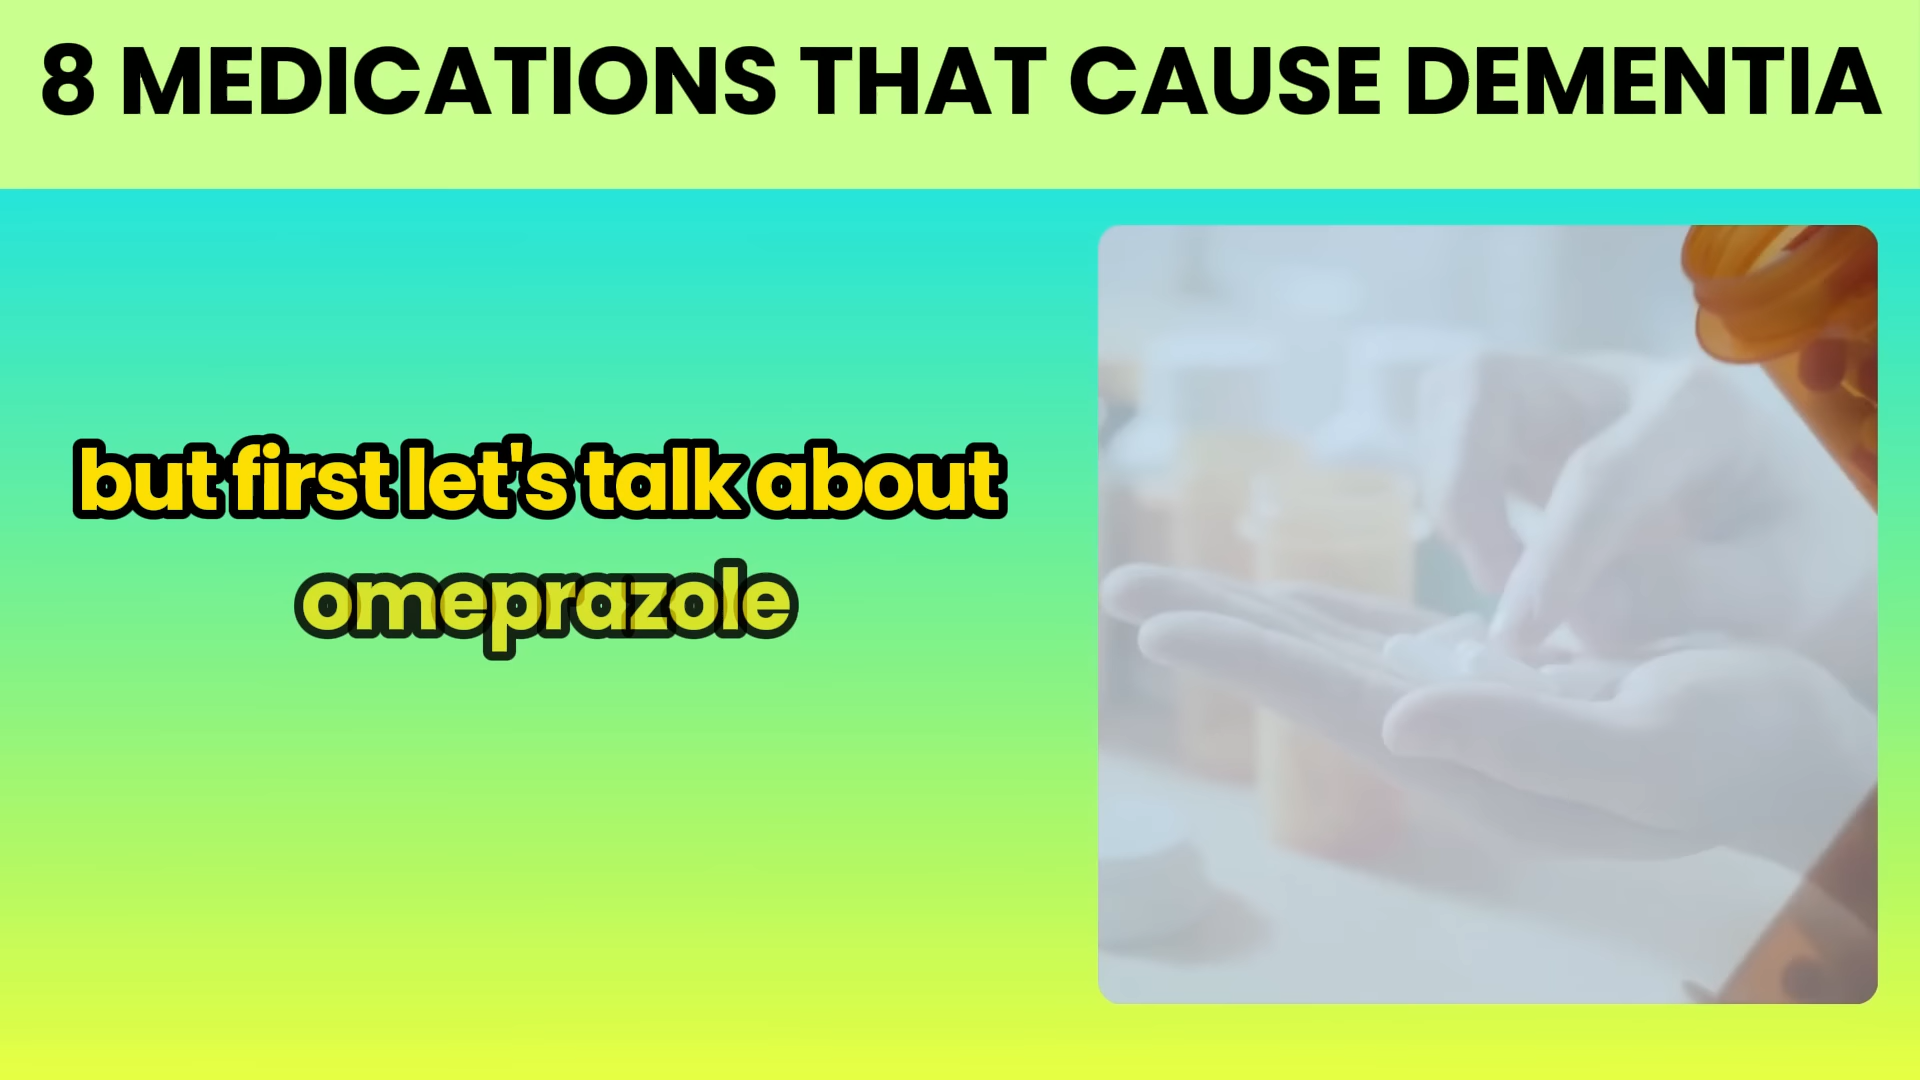 8 MEDICATIONS THAT CAUSE DEMENTIA
but first let's talk about
omeprazole